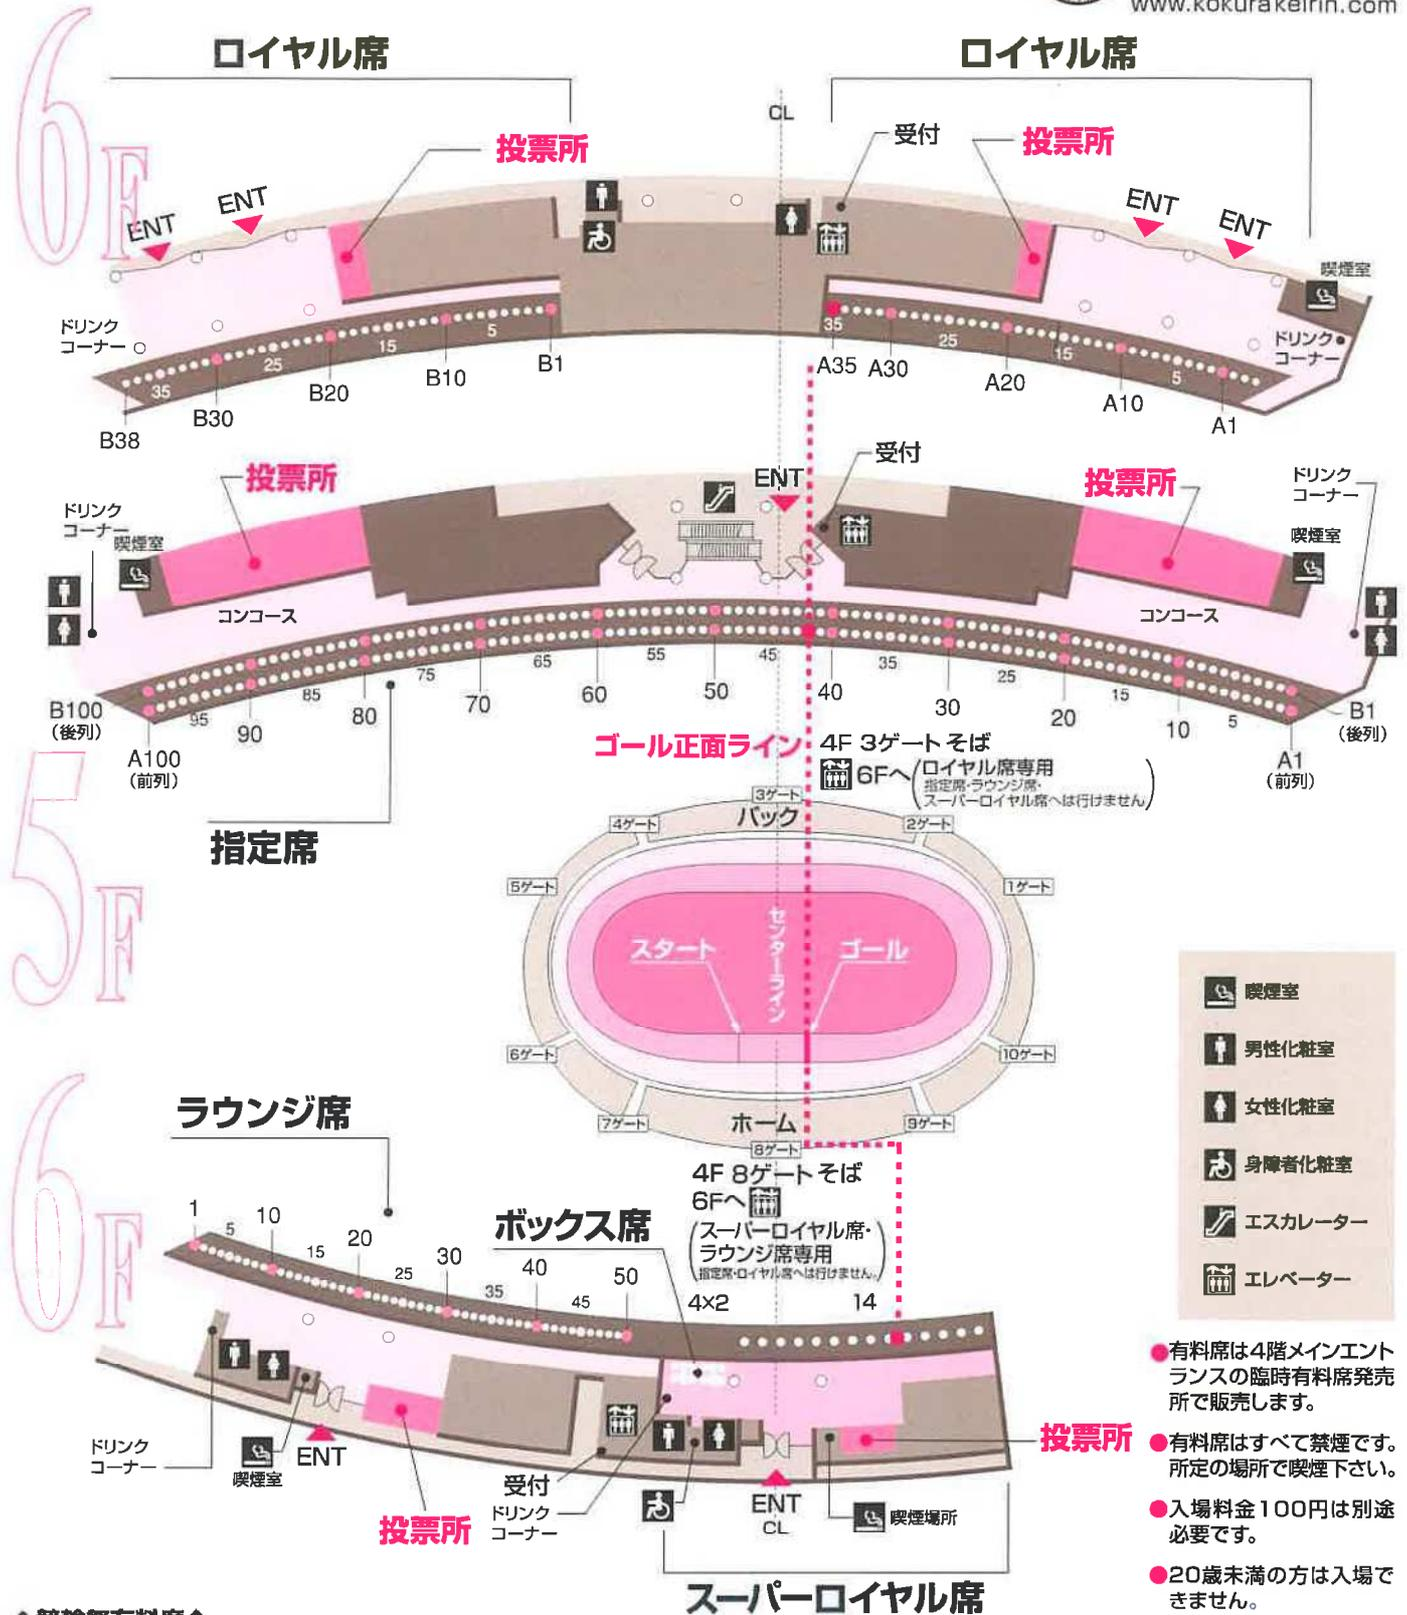 www.kokurakeirin.com
6F
ロイヤル席
ロイヤル席
CL
投票所
受付
投票所
ENT
ENT
ENT
ENT
喫煙室
ドリンク
コーナー
ドリンク
コーナー
35
25
15
5
35
25
15
5
B38
B30
B20
B10
B1
A35
A30
A20
A10
A1
投票所
ENT
受付
投票所
ドリンク
コーナー
ドリンク
コーナー
喫煙室
喫煙室
コンコース
コンコース
95
85
75
65
55
45
35
25
15
5
B100
(後列)
A100
(前列)
90
80
70
60
50
40
30
20
10
A1
(前列)
B1
(後列)
5F
指定席
ゴール正面ライン
4F 3ゲートそば
6Fへ(ロイヤル席専用
指定席・ラウンジ席・
スーパーロイヤル席へは行けません)
3ゲート
バック
4ゲート
2ゲート
5ゲート
1ゲート
スタート
センターライン
ゴール
6ゲート
10ゲート
7ゲート
ホーム
9ゲート
8ゲート
喫煙室
男性化粧室
女性化粧室
身障者化粧室
エスカレーター
エレベーター
6F
ラウンジ席
4F 8ゲートそば
6Fへ
(スーパーロイヤル席・
ラウンジ席専用
指定席・ロイヤル席へは行けません。)
ボックス席
1
5
10
15
20
25
30
35
40
45
50
4×2
14
ドリンク
コーナー
喫煙室
ENT
投票所
受付
ドリンク
コーナー
ENT
CL
喫煙場所
投票所
スーパーロイヤル席
●有料席は4階メインエント
ランスの臨時有料席発売
所で販売します。
●有料席はすべて禁煙です。
所定の場所で喫煙下さい。
●入場料金100円は別途
必要です。
●20歳未満の方は入場で
きません。